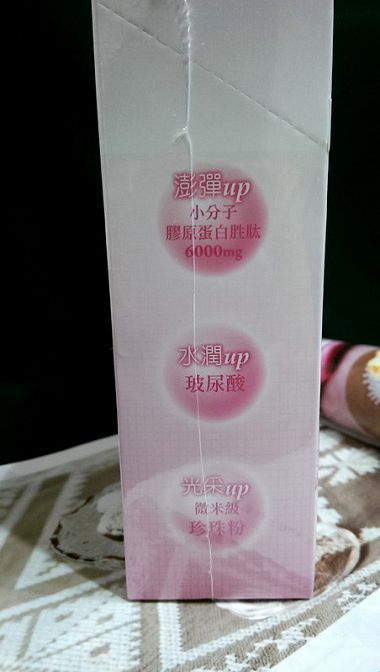 澎彈up
小分子
膠原蛋白胜肽
6000mg
水潤up
玻尿酸
光采up
微米級
珍珠粉